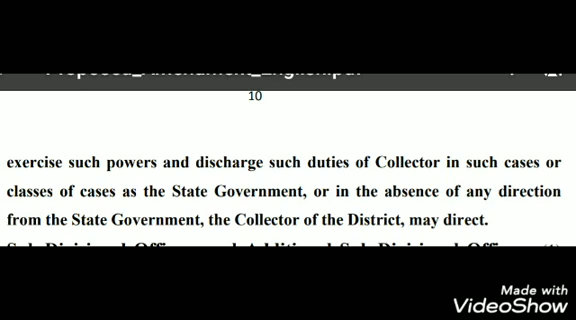 10
exercise such powers and discharge such duties of Collector in such cases or
classes of cases as the State Government, or in the absence of any direction
from the State Government, the Collector of the District, may direct.
Made with
VideoShow